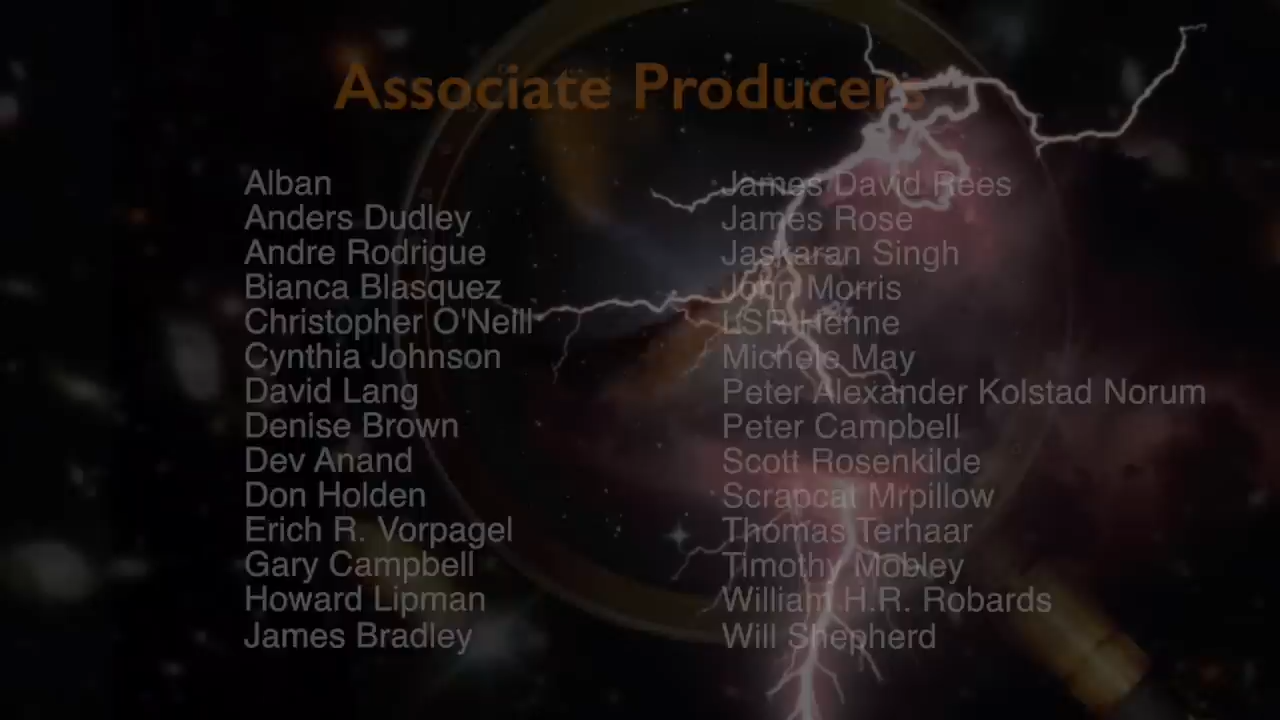 Associate Producers
Alban
Anders Dudley
Andre Rodrigue
Bianca Blasquez
Christopher O'Neill
Cynthia Johnson
David Lang
Denise Brown
Dev Anand
Don Holden
Erich R. Vorpagel
Gary Campbell
Howard Lipman
James Bradley
James David Rees
James Rose
Jaskaran Singh
John Morris
LSR Henne
Michele May
Peter Alexander Kolstad Norum
Peter Campbell
Scott Rosenkilde
Scrapcat Mrpillow
Thomas Terhaar
Timothy Mobley
William H.R. Robards
Will Shepherd